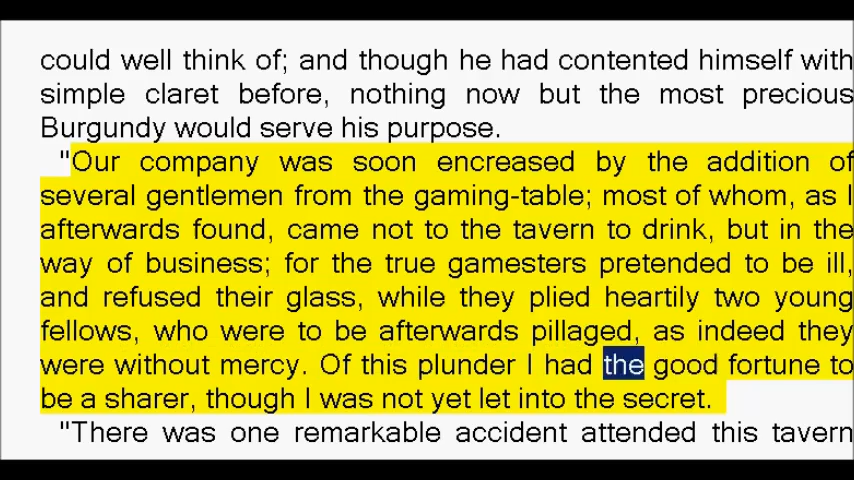 could well think of; and though he had contented himself with
simple claret before, nothing now but the most precious
Burgundy would serve his purpose.
"Our company was soon encreased by the addition of
several gentlemen from the gaming-table; most of whom, as I
afterwards found, came not to the tavern to drink, but in the
way of business; for the true gamesters pretended to be ill,
and refused their glass, while they plied heartily two young
fellows, who were to be afterwards pillaged, as indeed they
were without mercy. Of this plunder I had the good fortune to
be a sharer, though I was not yet let into the secret.
"There was one remarkable accident attended this tavern